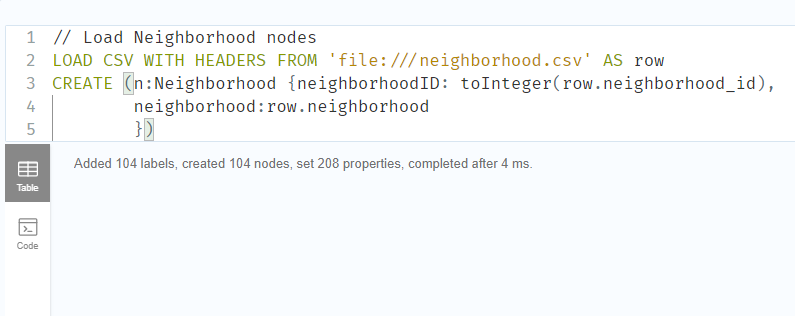 1 // Load Neighborhood nodes
2 LOAD CSV WITH HEADERS FROM 'file:///neighborhood.csv' AS row
3 CREATE (n:Neighborhood {neighborhoodID: toInteger(row.neighborhood_id),
4 neighborhood:row.neighborhood
5 })
Added 104 labels, created 104 nodes, set 208 properties, completed after 4 ms.
Table
Code